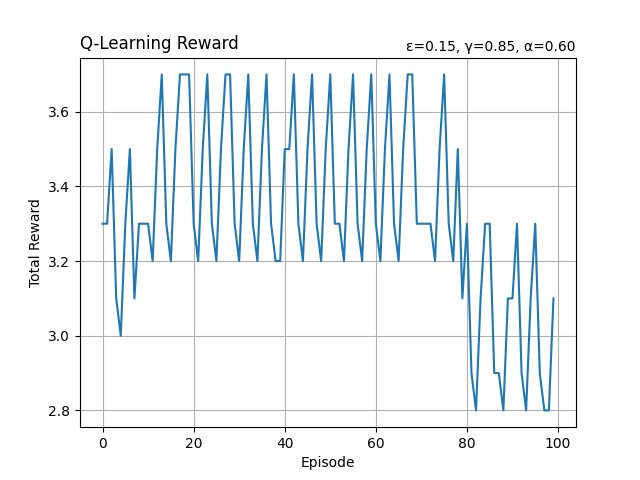 Q-Learning Reward
ε=0.15, γ=0.85, α=0.60
Total Reward
3.6
3.4
3.2
3.0
2.8
0 20 40 60 80 100
Episode